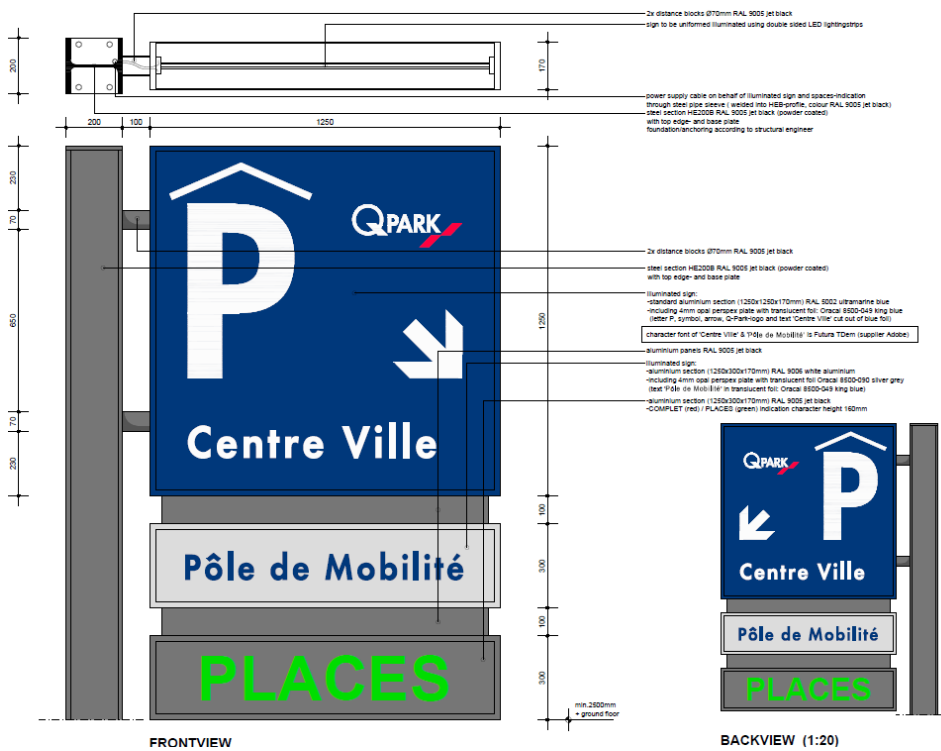 2x distance blocks Ø70mm RAL 9005 jet black
sign to be uniformed illuminated using double sided LED lightingstrips
200
170
power supply cable on behalf of illuminated sign and spaces-indication
through steel pipe sleeve ( welded into HEB-profile, colour RAL 9005 jet black)
steel section HE200B RAL 9005 jet black (powder coated)
with top edge- and base plate
foundation/anchoring according to structural engineer
200
100
1250
230
70
650
70
230
P
QPARK
Centre Ville
Pôle de Mobilité
PLACES
1250
100
300
100
300
2x distance blocks Ø70mm RAL 9005 jet black
steel section HE200B RAL 9005 jet black (powder coated)
with top edge- and base plate
illuminated sign:
-standard aluminium section (1250x1250x170mm) RAL 5002 ultramarine blue
-including 4mm opal perspex plate with translucent foil: Oracal 8500-049 king blue
(letter P, symbol, arrow, Q-Park-logo and text 'Centre Ville' cut out of blue foil)
character font of 'Centre Ville' & 'Pôle de Mobilité' is Futura TDem (supplier Adobe)
aluminium panels RAL 9005 jet black
illuminated sign:
-aluminium section (1250x300x170mm) RAL 9006 white aluminium
-including 4mm opal perspex plate with translucent foil Oracal 8500-090 silver grey
(text 'Pôle de Mobilité' in translucent foil: Oracal 8500-049 king blue)
-aluminium section (1250x300x170mm) RAL 9005 jet black
-COMPLET (red) / PLACES (green) indication character height 160mm
min.2500mm
+ ground floor
QPARK
P
Centre Ville
Pôle de Mobilité
PLACES
FRONTVIEW
BACKVIEW (1:20)